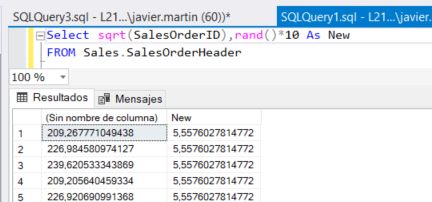 SQLQuery3.sql - L21...\javier.martin (60))* SQLQuery1.sql - L21...\jav
Select sqrt(SalesOrderID),rand()*10 As New
FROM Sales.SalesOrderHeader
100 %
Resultados Mensajes
(Sin nombre de columna) New
1 209,267771049438 5,5576027814772
2 226,984580974127 5,5576027814772
3 239,620533343869 5,5576027814772
4 209,205640459334 5,5576027814772
5 226,920690991368 5,5576027814772